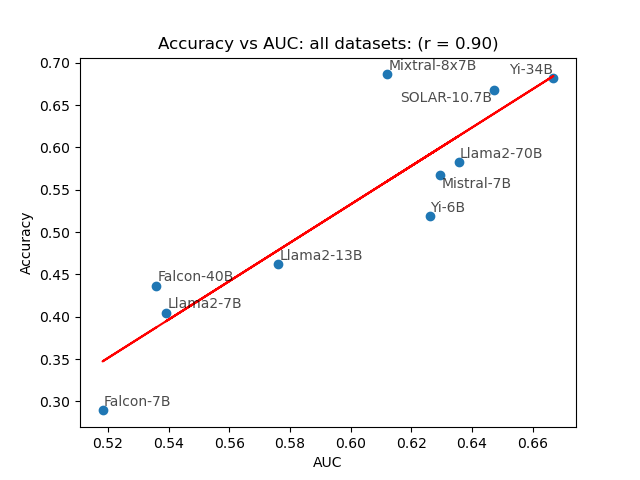 Accuracy vs AUC: all datasets: (r = 0.90)
0.70
0.65
0.60
0.55
0.50
0.45
0.40
0.35
0.30
Accuracy
Mixtral-8x7B
Yi-34B
SOLAR-10.7B
Llama2-70B
Mistral-7B
Yi-6B
Llama2-13B
Falcon-40B
Llama2-7B
Falcon-7B
0.52 0.54 0.56 0.58 0.60 0.62 0.64 0.66
AUC